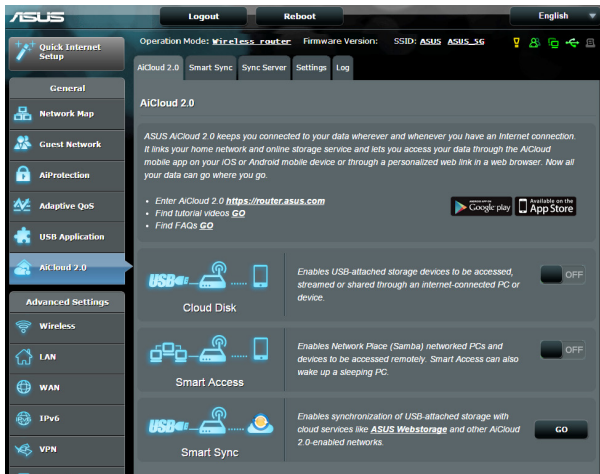 ASUS
Logout
Reboot
English
Quick Internet
Setup
Operation Mode: Wireless router Firmware Version: SSID: ASUS ASUS_5G
AiCloud 2.0
Smart Sync
Sync Server
Settings
Log
General
Network Map
Guest Network
AiProtection
Adaptive QoS
USB Application
AiCloud 2.0
Advanced Settings
Wireless
LAN
WAN
IPv6
VPN
AiCloud 2.0
ASUS AiCloud 2.0 keeps you connected to your data wherever and whenever you have an Internet connection.
It links your home network and online storage service and lets you access your data through the AiCloud
mobile app on your iOS or Android mobile device or through a personalized web link in a web browser. Now all
your data can go where you go.
• Enter AiCloud 2.0 https://router.asus.com
• Find tutorial videos GO
• Find FAQs GO
Google play
Available on the
App Store
USB
Cloud Disk
Enables USB-attached storage devices to be accessed,
streamed or shared through an internet-connected PC or
device.
OFF
Smart Access
Enables Network Place (Samba) networked PCs and
devices to be accessed remotely. Smart Access can also
wake up a sleeping PC.
OFF
USB
Smart Sync
Enables synchronization of USB-attached storage with
cloud services like ASUS Webstorage and other AiCloud
2.0-enabled networks.
GO